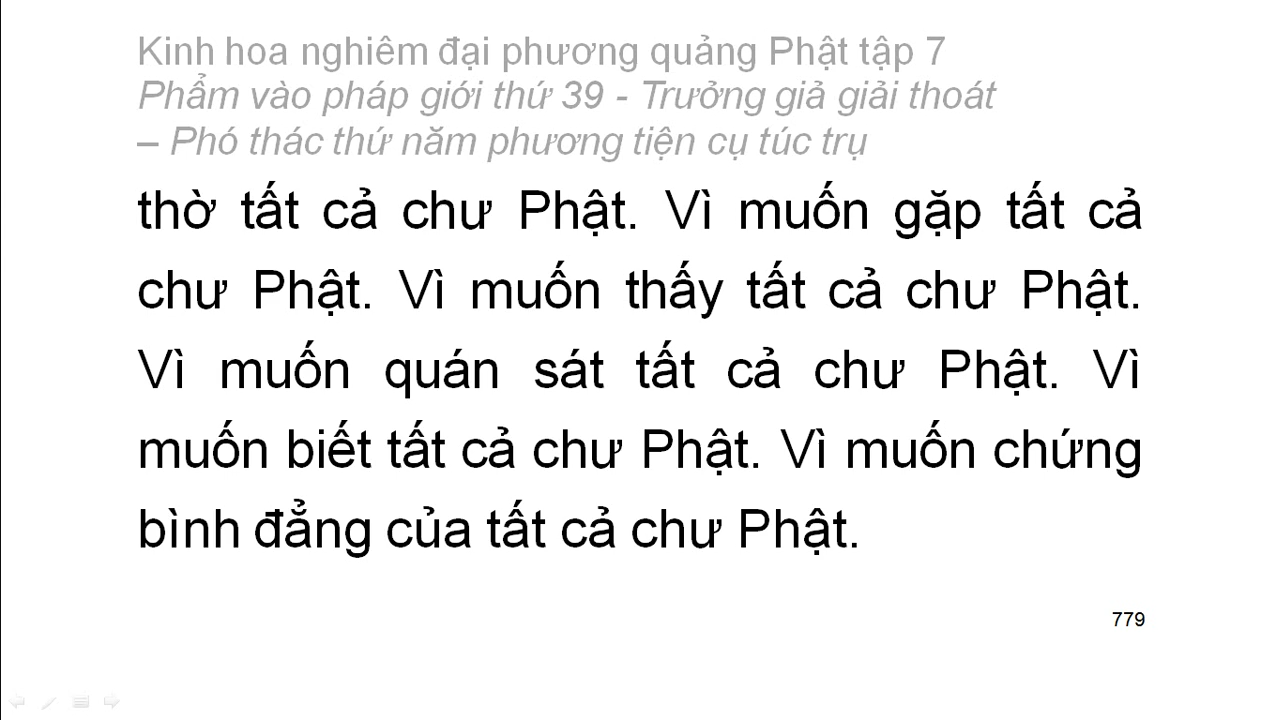 Kinh hoa nghiêm đại phương quảng Phật tập 7
Phẩm vào pháp giới thứ 39 - Trưởng giả giải thoát
– Phó thác thứ năm phương tiện cụ túc trụ
thờ tất cả chư Phật. Vì muốn gặp tất cả
chư Phật. Vì muốn thấy tất cả chư Phật.
Vì muốn quán sát tất cả chư Phật. Vì
muốn biết tất cả chư Phật. Vì muốn chứng
bình đẳng của tất cả chư Phật.
779